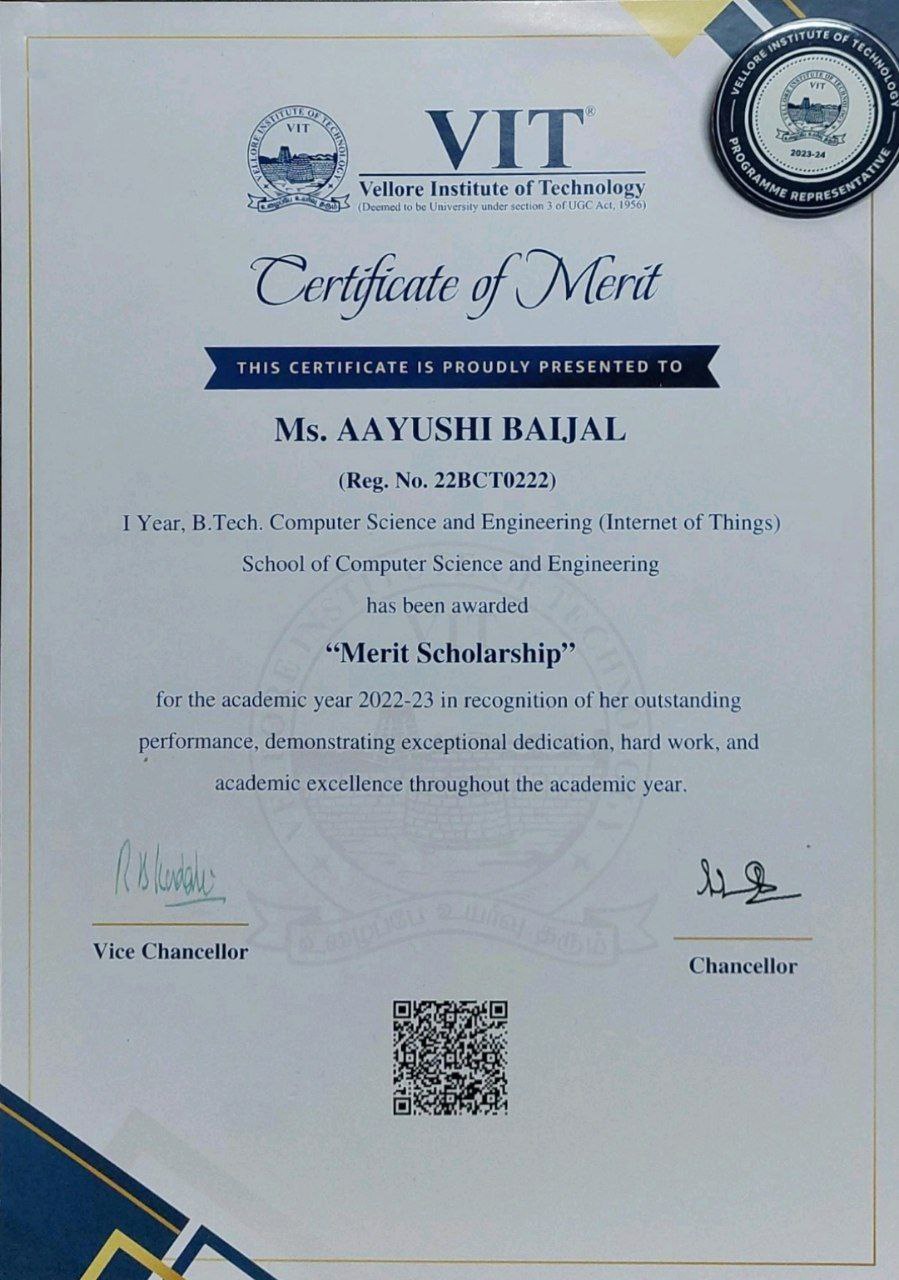 VELLORE INSTITUTE OF TECHNOLOGY
VIT
2023-24
PROGRAMME REPRESENTATIVE
VELLORE INSTITUTE OF TECHNOLOGY
VIT
VIT®
Vellore Institute of Technology
(Deemed to be University under section 3 of UGC Act, 1956)
Certificate of Merit
THIS CERTIFICATE IS PROUDLY PRESENTED TO
Ms. AAYUSHI BAIJAL
(Reg. No. 22BCT0222)
I Year, B.Tech. Computer Science and Engineering (Internet of Things)
School of Computer Science and Engineering
has been awarded
“Merit Scholarship”
for the academic year 2022-23 in recognition of her outstanding
performance, demonstrating exceptional dedication, hard work, and
academic excellence throughout the academic year.
Vice Chancellor
Chancellor